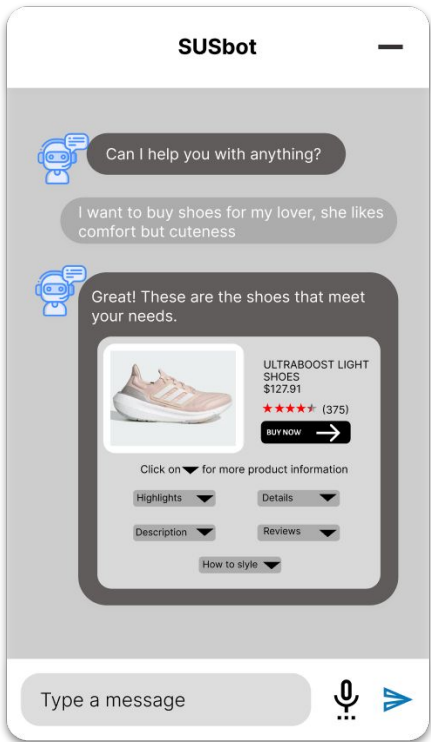 SUSbot
Can I help you with anything?
I want to buy shoes for my lover, she likes
comfort but cuteness
Great! These are the shoes that meet
your needs.
ULTRABOOST LIGHT
SHOES
$127.91
(375)
BUY NOW
Click on for more product information
Highlights
Details
Description
Reviews
How to slyle
Type a message